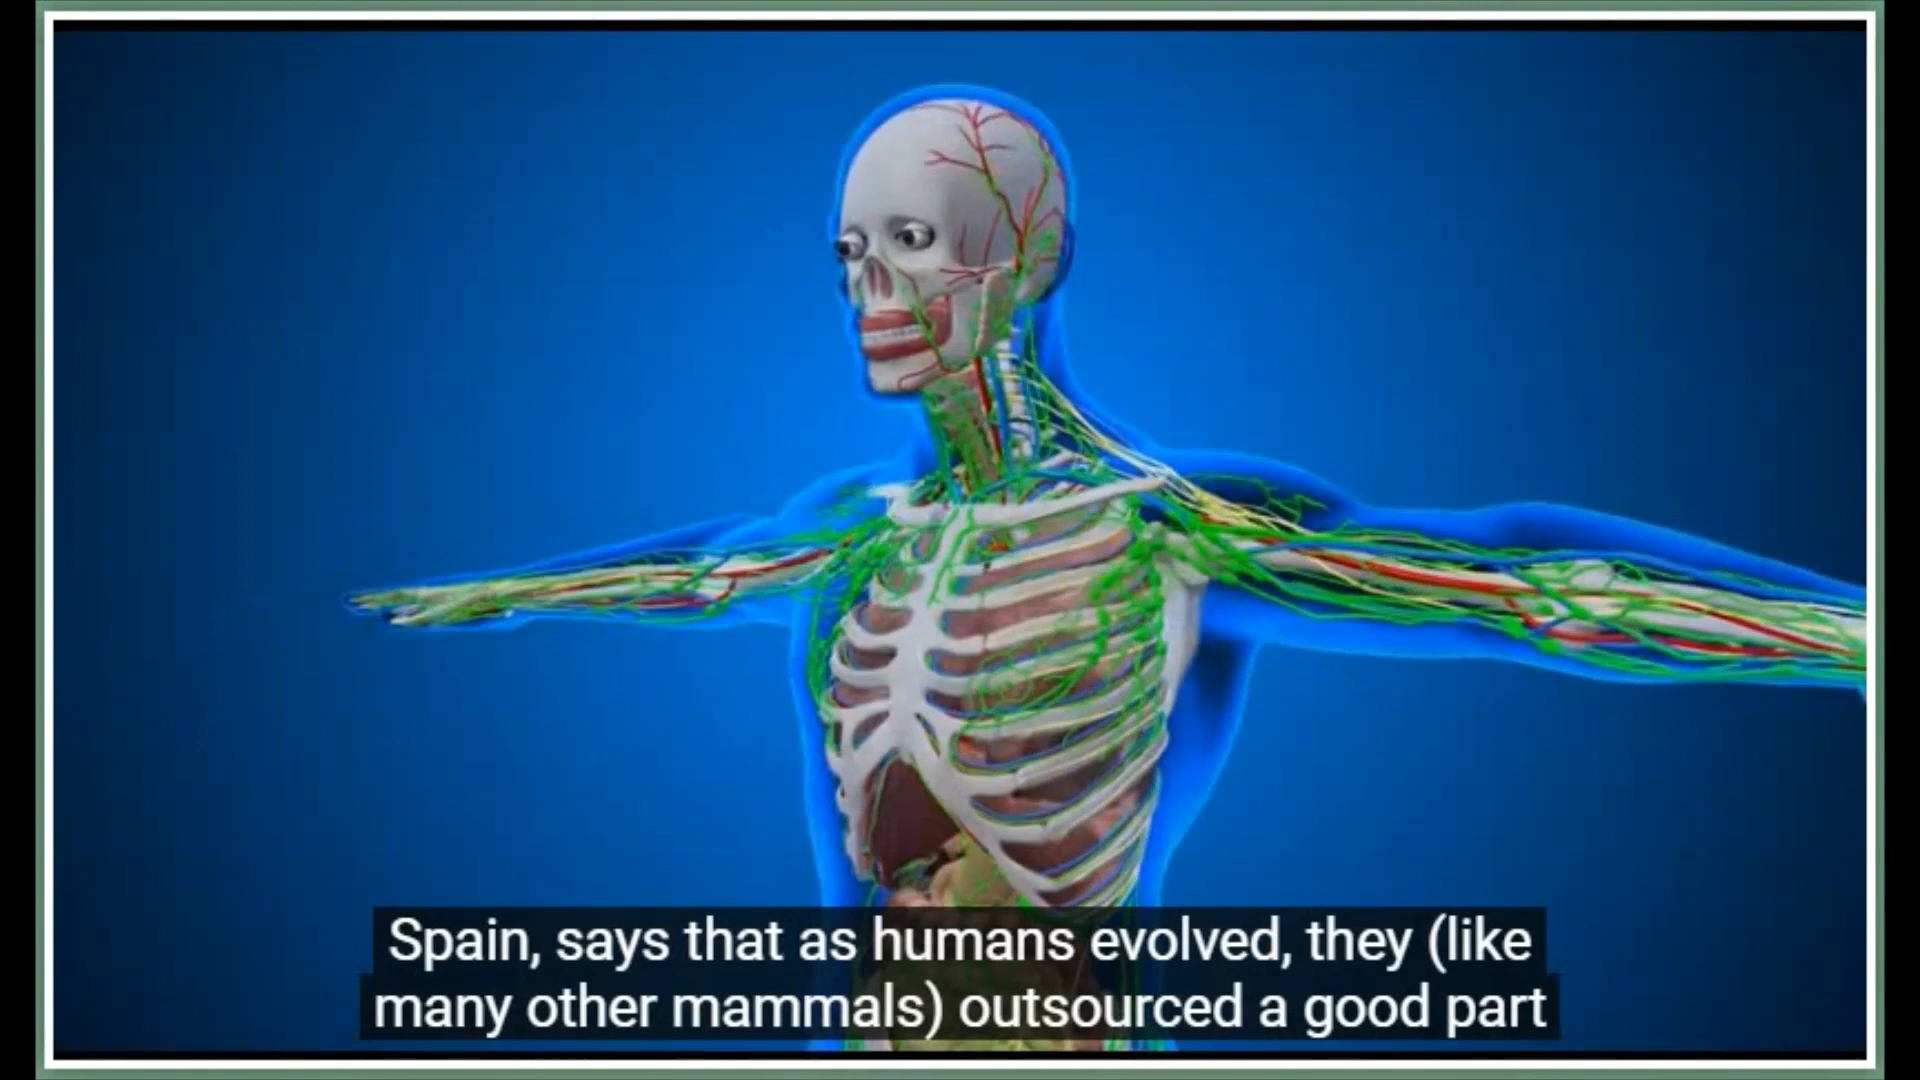 Spain, says that as humans evolved, they (like
many other mammals) outsourced a good part